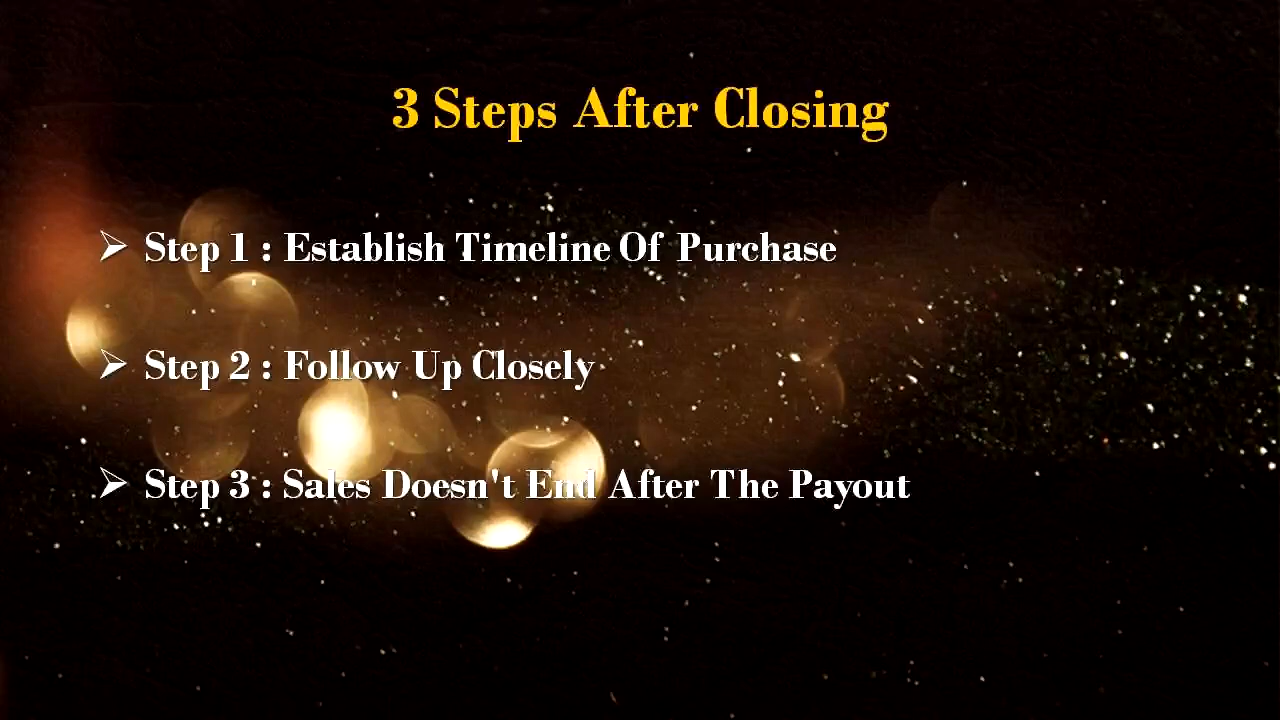 3 Steps After Closing
➢ Step 1 : Establish Timeline Of Purchase
➢ Step 2 : Follow Up Closely
➢ Step 3 : Sales Doesn't End After The Payout